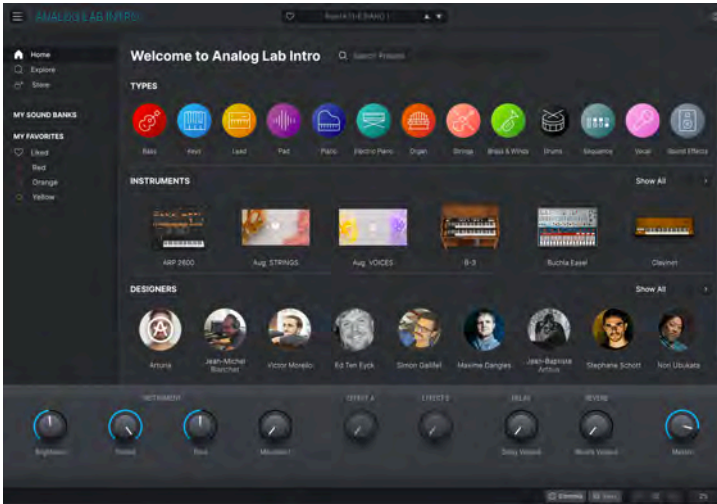 ANALOG LAB INTRO
Home
Welcome to Analog Lab Intro
Search Presets
Explore
Store
TYPES
MY SOUND BANKS
MY FAVORITES
Liked
Red
Orange
Yellow
Bass Keys Lead Pad Piano Electric Piano Organ Strings Brass & Winds Drums Sequence Vocal Sound Effects
INSTRUMENTS Show All
ARP 2600 Aug. STRINGS Aug. VOICES B-3 Buchla Easel Clavinet
DESIGNERS Show All
Arturia Jean-Michel Blanchet Victor Morello Ed Ten Eyck Simon Gallifet Maxime Dangles Jean-Baptiste Arthus Stephane Schott Nori Ubukata
INSTRUMENT EFFECT A EFFECT B DELAY REVERB
Brightness Timbre Time Movement Delay Volume Reverb Volume Master
Controls